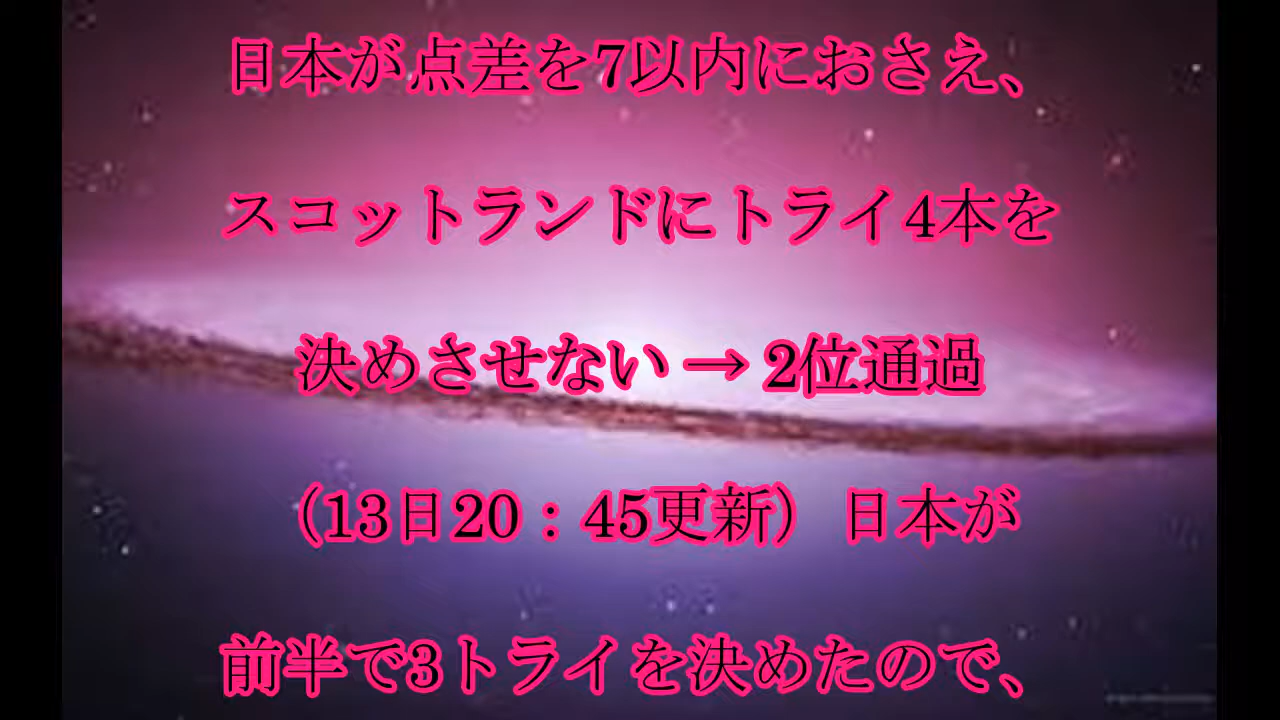 日本が点差を7以内におさえ、
スコットランドにトライ4本を
決めさせない → 2位通過
（13日20：45更新）日本が
前半で3トライを決めたので、